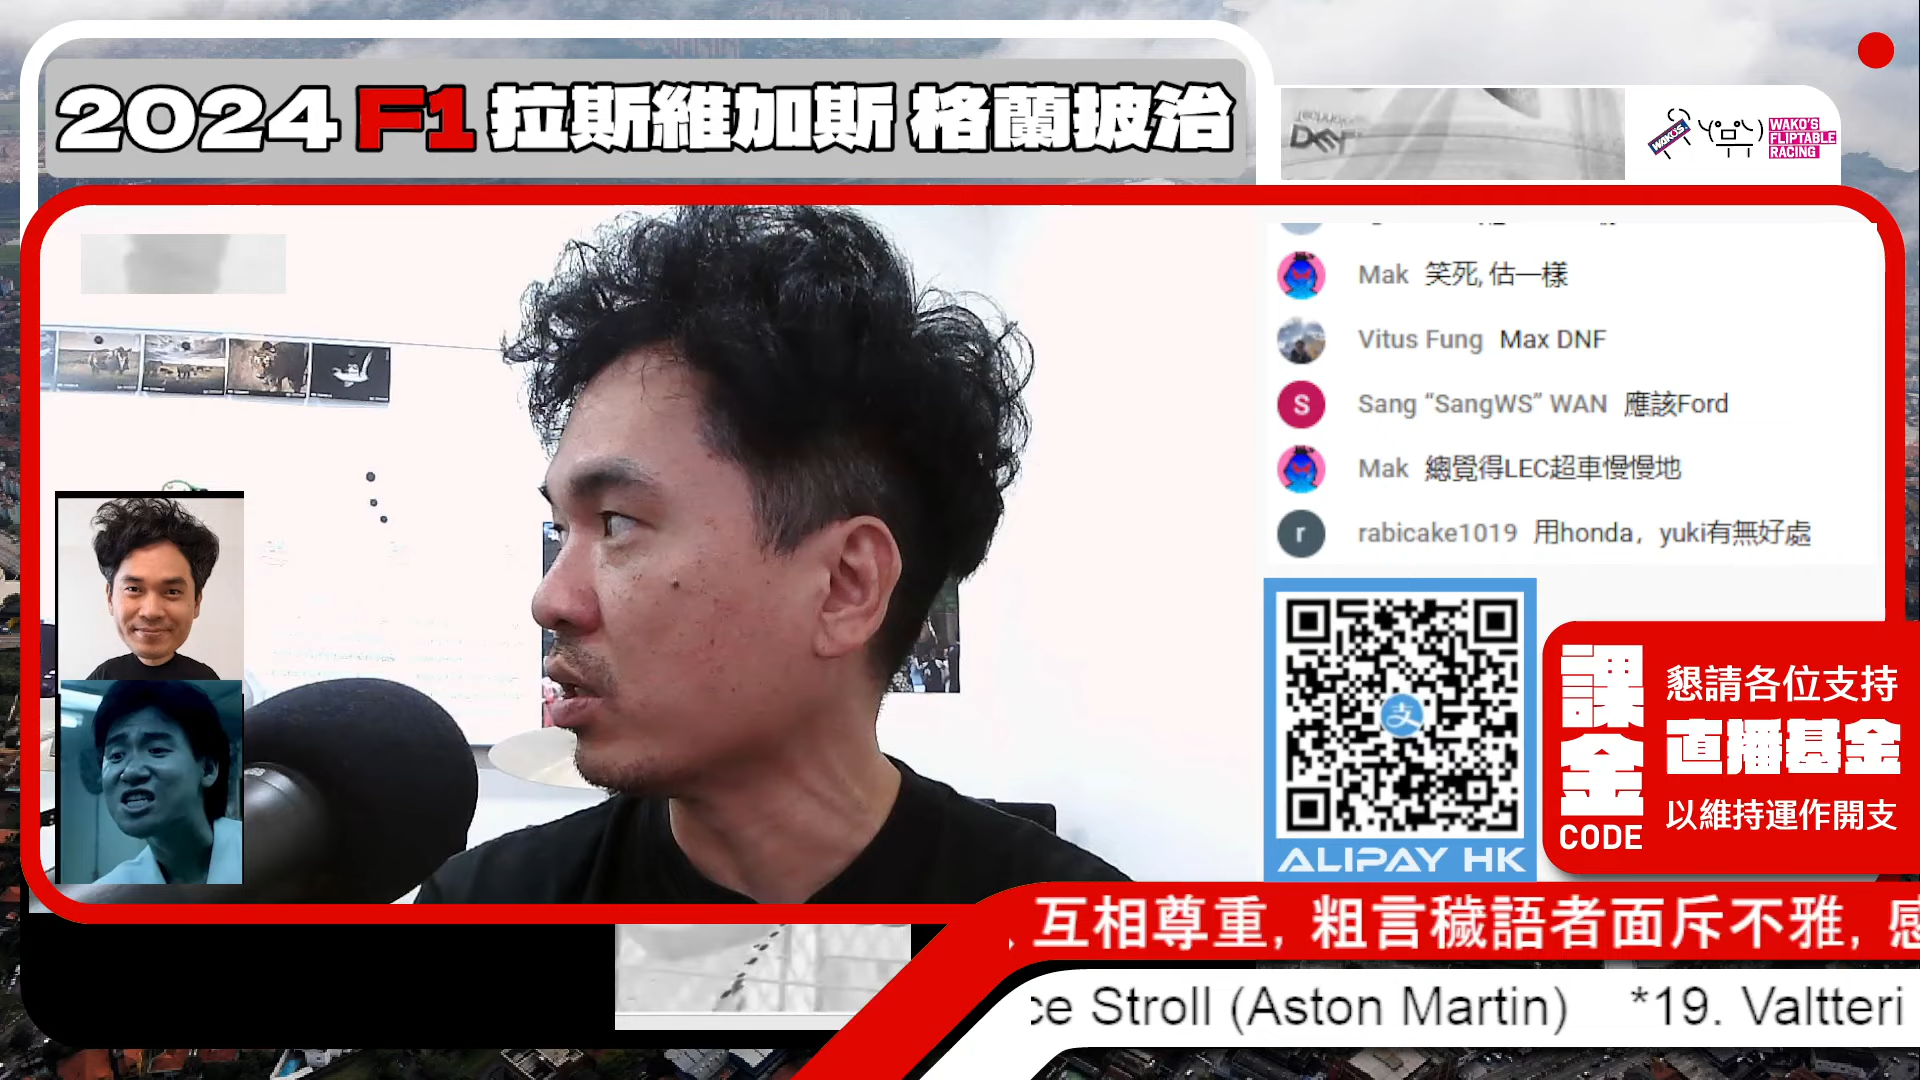 2024 F1 拉斯維加斯 格蘭披治
WAKO'S
WAKO'S
FLIPTABLE
RACING
Mak 笑死, 估一樣
Vitus Fung Max DNF
S
Sang “SangWS” WAN 應該Ford
Mak 總覺得LEC超車慢慢地
r
rabicake1019 用honda，yuki有無好處
支
ALIPAY HK
課金
CODE
懇請各位支持
直播基金
以維持運作開支
互相尊重, 粗言穢語者面斥不雅, 感
ce Stroll (Aston Martin) *19. Valtteri